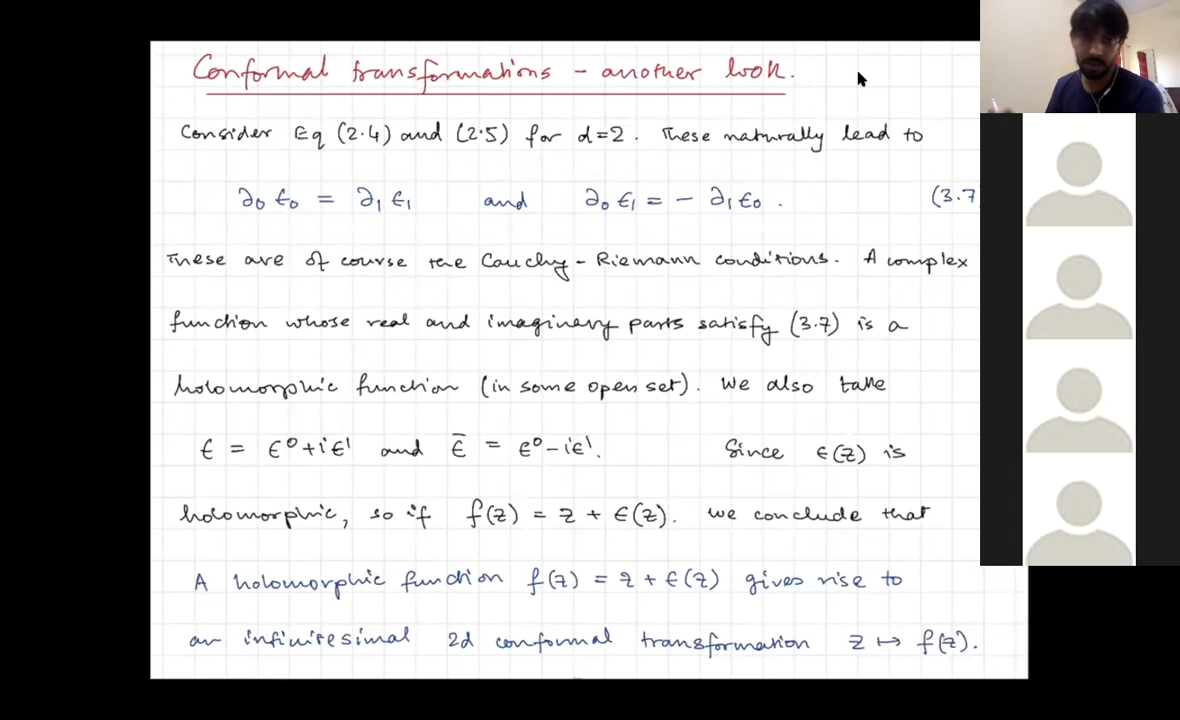 Conformal transformations - another look.
Consider Eq (2.4) and (2.5) for d=2. These naturally lead to
∂₀ ϵ₀ = ∂₁ ϵ₁ and ∂₀ ϵ₁ = - ∂₁ ϵ₀. (3.7
These are of course the Cauchy-Riemann conditions. A complex
function whose real and imaginery parts satisfy (3.7) is a
holomorphic function (in some open set). We also take
ϵ = ϵ⁰+iϵ¹ and ϵ̄ = ϵ⁰-iϵ¹. Since ϵ(z) is
holomorphic, so if f(z) = z + ϵ(z). We conclude that
A holomorphic function f(z) = z + ϵ(z) gives rise to
an infinitesimal 2d conformal transformation z ↦ f(z).